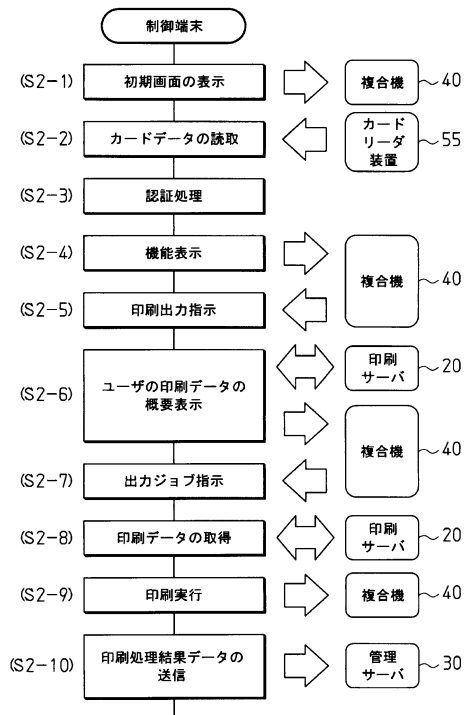 制御端末
(S2-1)
初期画面の表示
複合機
40
(S2-2)
カードデータの読取
カード
リーダ
装置
55
(S2-3)
認証処理
(S2-4)
機能表示
複合機
40
(S2-5)
印刷出力指示
(S2-6)
ユーザの印刷データの
概要表示
印刷
サーバ
20
複合機
40
(S2-7)
出力ジョブ指示
(S2-8)
印刷データの取得
印刷
サーバ
20
(S2-9)
印刷実行
複合機
40
(S2-10)
印刷処理結果データの
送信
管理
サーバ
30